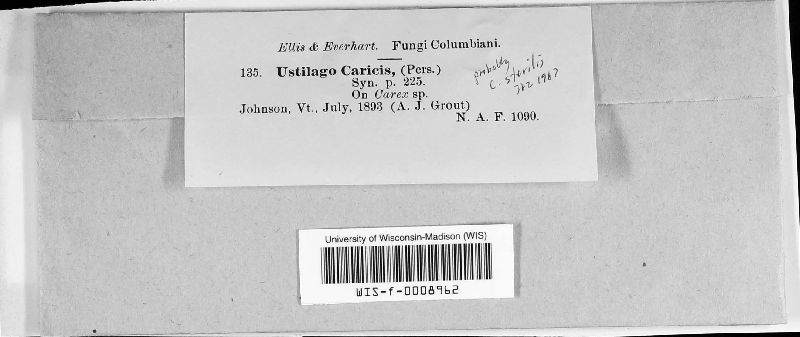 Ellis & Everhart. Fungi Columbiani.
135. Ustilago Caricis, (Pers.)
Syn. p. 225.
On Carex sp.
Johnson, Vt., July, 1893 (A. J. Grout)
N. A. F. 1090.
probably
C. sterilis
1987
University of Wisconsin-Madison (WIS)
WIS-f-0008962